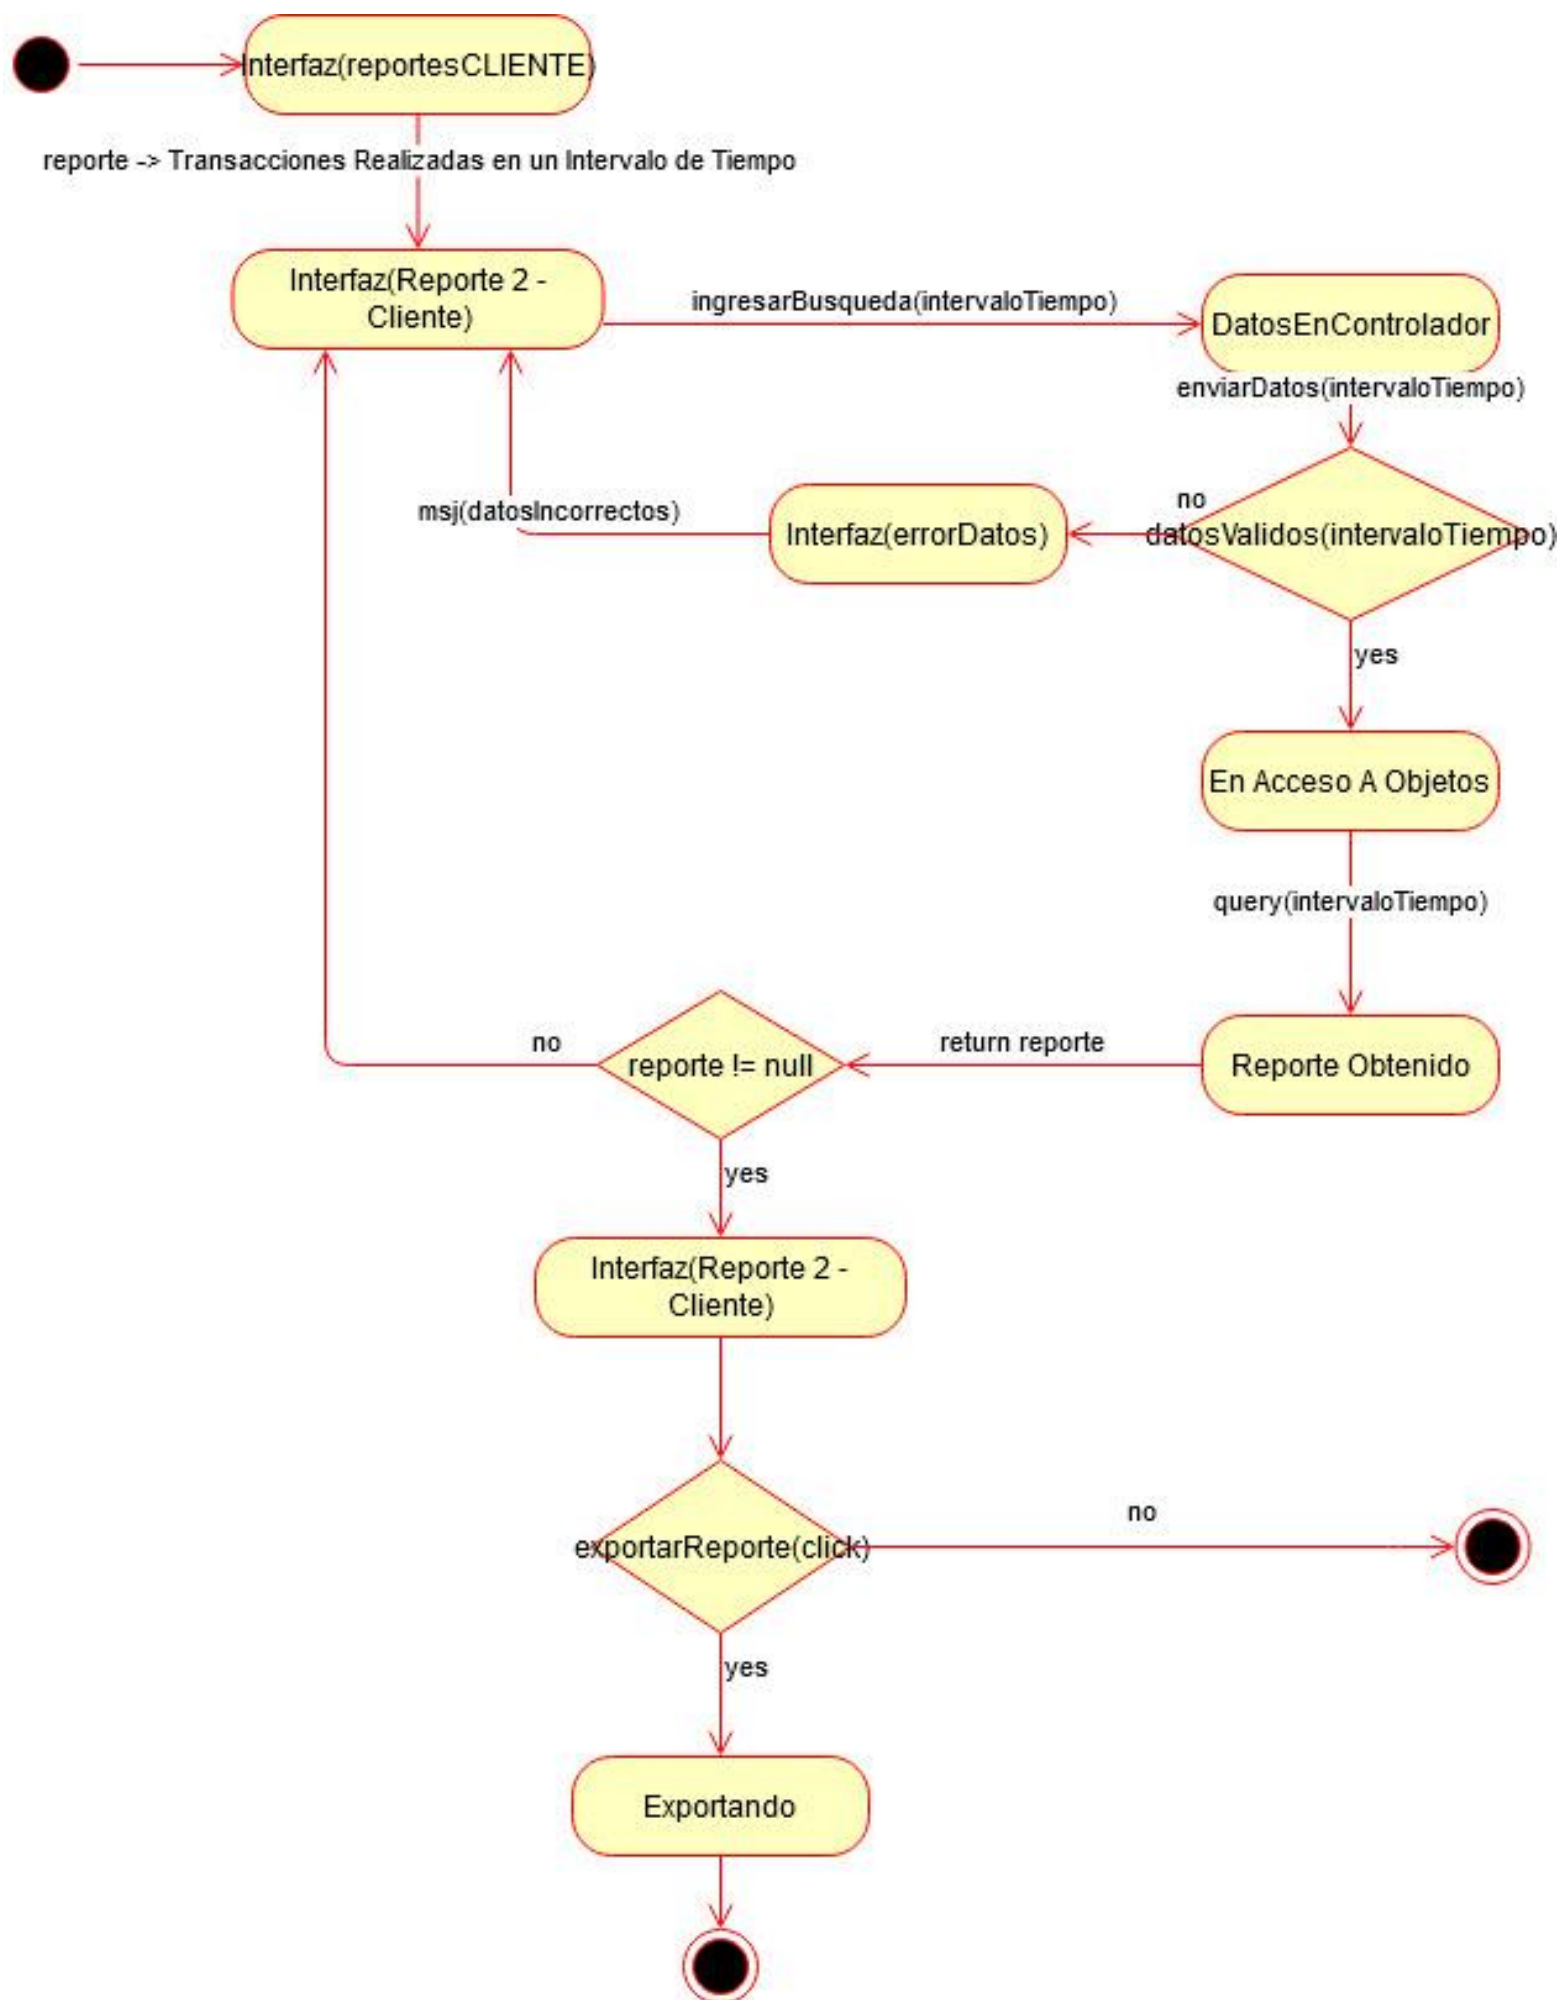 Interfaz(reportesCLIENTE)
reporte -> Transacciones Realizadas en un Intervalo de Tiempo
Interfaz(Reporte 2 -
Cliente)
ingresarBusqueda(intervaloTiempo)
DatosEnControlador
enviarDatos(intervaloTiempo)
no
datosValidos(intervaloTiempo)
Interfaz(errorDatos)
msj(datosIncorrectos)
yes
En Acceso A Objetos
query(intervaloTiempo)
Reporte Obtenido
return reporte
reporte != null
no
yes
Interfaz(Reporte 2 -
Cliente)
exportarReporte(click)
no
yes
Exportando